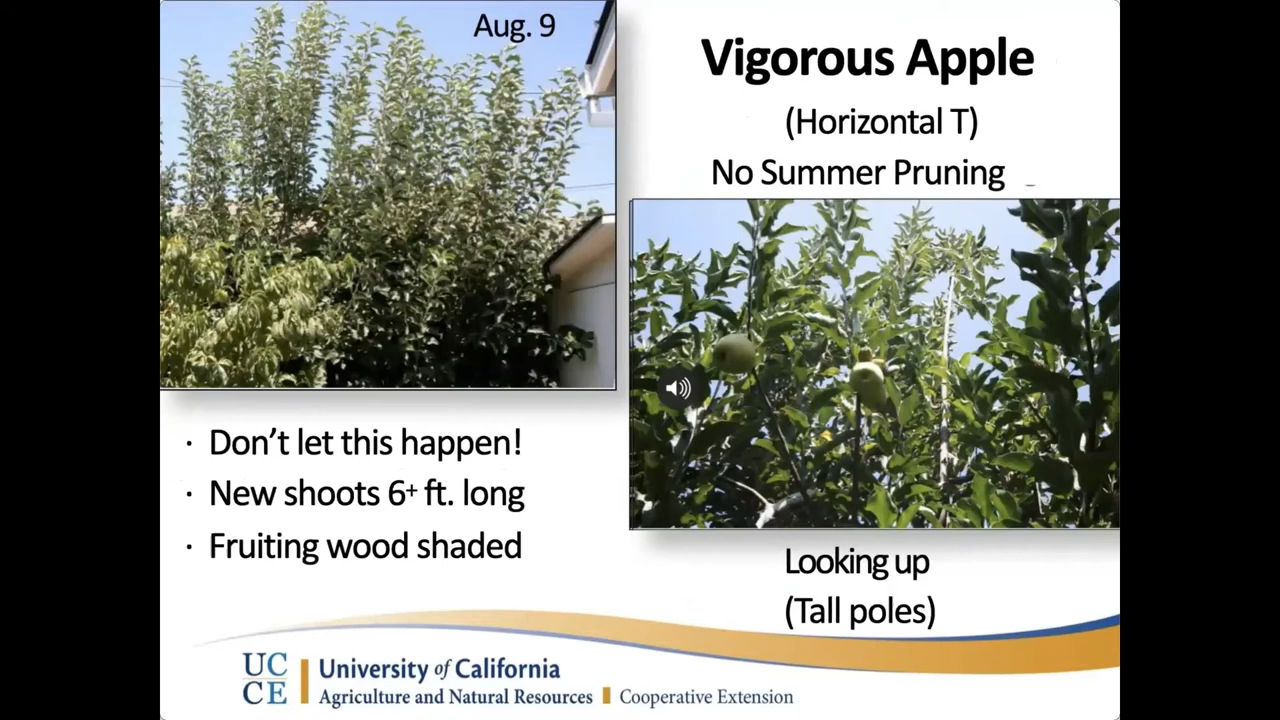 Aug. 9
Vigorous Apple
(Horizontal T)
No Summer Pruning
· Don't let this happen!
· New shoots 6⁺ ft. long
· Fruiting wood shaded
Looking up
(Tall poles)
UC
CE
University of California
Agriculture and Natural Resources Cooperative Extension